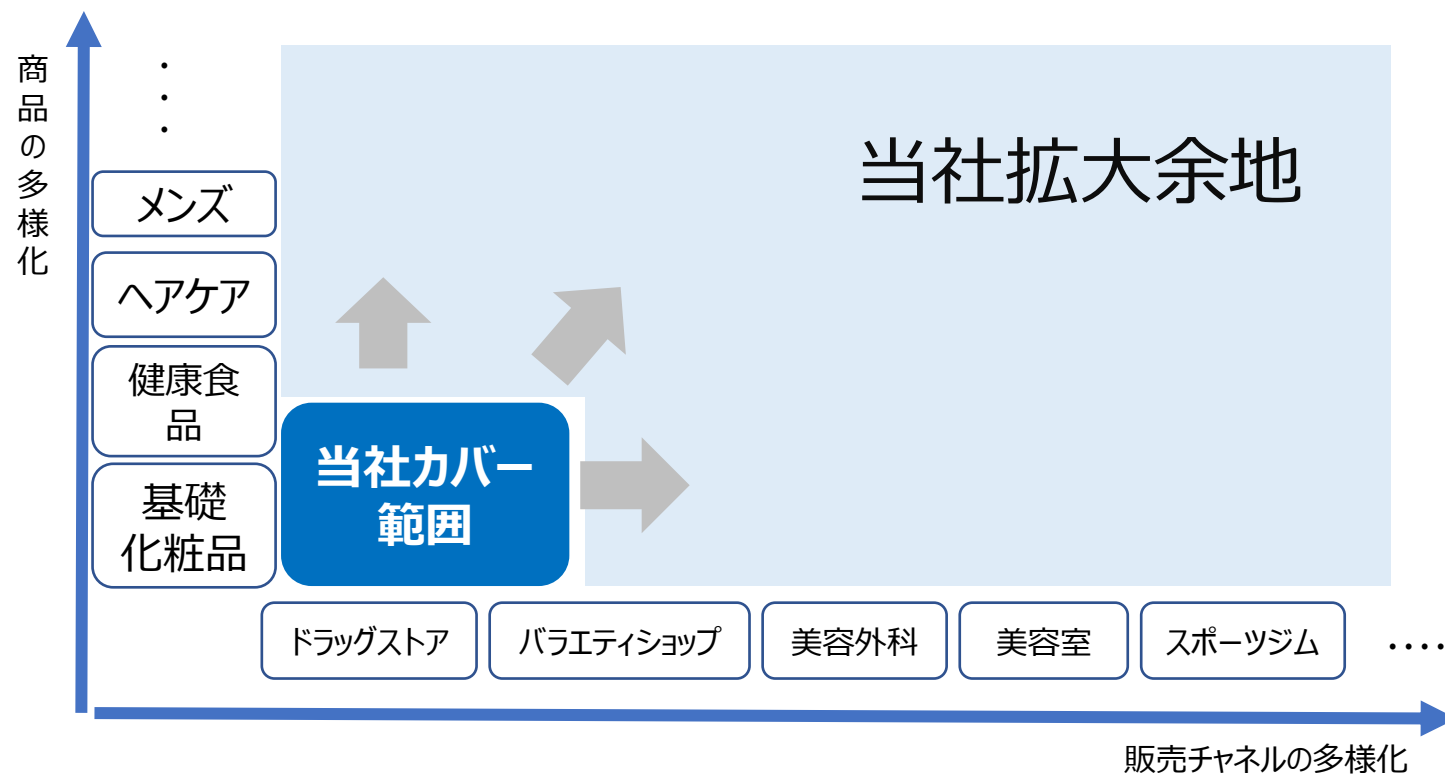 商品の多様化
・
・
・
メンズ
ヘアケア
健康食
品
基礎
化粧品
当社拡大余地
当社カバー
範囲
ドラッグストア
バラエティショップ
美容外科
美容室
スポーツジム
・・・・
販売チャネルの多様化